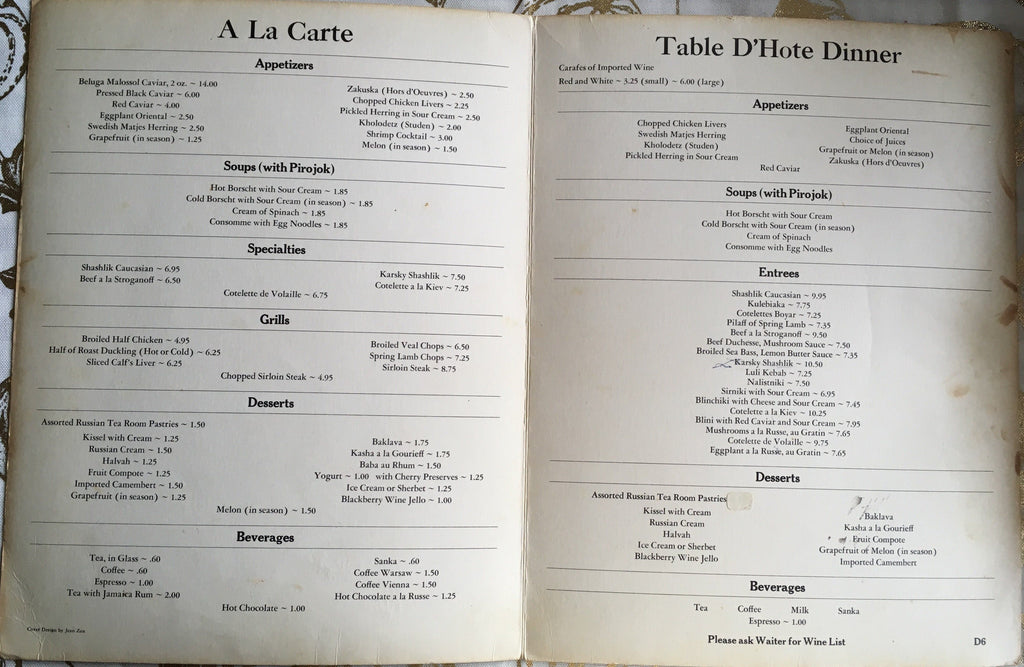 A La Carte
Appetizers
Beluga Malossol Caviar, 2 oz. ~ 14.00
Pressed Black Caviar ~ 6.00
Red Caviar ~ 4.00
Eggplant Oriental ~ 2.50
Swedish Matjes Herring ~ 2.50
Grapefruit (in season) ~ 1.25
Zakuska (Hors d'Oeuvres) ~ 2.50
Chopped Chicken Livers ~ 2.25
Pickled Herring in Sour Cream ~ 2.50
Kholodetz (Studen) ~ 2.00
Shrimp Cocktail ~ 3.00
Melon (in season) ~ 1.50
Soups (with Pirojok)
Hot Borscht with Sour Cream ~ 1.85
Cold Borscht with Sour Cream (in season) ~ 1.85
Cream of Spinach ~ 1.85
Consomme with Egg Noodles ~ 1.85
Specialties
Shashlik Caucasian ~ 6.95
Beef a la Stroganoff ~ 6.50
Karsky Shashlik ~ 7.50
Cotelette a la Kiev ~ 7.25
Cotelette de Volaille ~ 6.75
Grills
Broiled Half Chicken ~ 4.95
Half of Roast Duckling (Hot or Cold) ~ 6.25
Sliced Calf's Liver ~ 6.25
Broiled Veal Chops ~ 6.50
Spring Lamb Chops ~ 7.25
Sirloin Steak ~ 8.75
Chopped Sirloin Steak ~ 4.95
Desserts
Assorted Russian Tea Room Pastries ~ 1.50
Kissel with Cream ~ 1.25
Russian Cream ~ 1.50
Halvah ~ 1.25
Fruit Compote ~ 1.25
Imported Camembert ~ 1.50
Grapefruit (in season) ~ 1.25
Baklava ~ 1.75
Kasha a la Gourieff ~ 1.75
Baba au Rhum ~ 1.50
Yogurt ~ 1.00 with Cherry Preserves ~ 1.25
Ice Cream or Sherbet ~ 1.25
Blackberry Wine Jello ~ 1.00
Melon (in season) ~ 1.50
Beverages
Tea, in Glass ~ .60
Coffee ~ .60
Espresso ~ 1.00
Tea with Jamaica Rum ~ 2.00
Sanka ~ .60
Coffee Warsaw ~ 1.50
Coffee Vienna ~ 1.50
Hot Chocolate a la Russe ~ 1.25
Hot Chocolate ~ 1.00
Cover Design by Jean Zen
Table D'Hote Dinner
Carafes of Imported Wine
Red and White ~ 3.25 (small) ~ 6.00 (large)
Appetizers
Chopped Chicken Livers
Swedish Matjes Herring
Kholodetz (Studen)
Pickled Herring in Sour Cream
Eggplant Oriental
Choice of Juices
Grapefruit or Melon (in season)
Zakuska (Hors d'Oeuvres)
Red Caviar
Soups (with Pirojok)
Hot Borscht with Sour Cream
Cold Borscht with Sour Cream (in season)
Cream of Spinach
Consomme with Egg Noodles
Entrees
Shashlik Caucasian ~ 9.95
Kulebiaka ~ 7.75
Cotelettes Boyar ~ 7.25
Pilaff of Spring Lamb ~ 7.35
Beef a la Stroganoff ~ 9.50
Beef Duchesse, Mushroom Sauce ~ 7.50
Broiled Sea Bass, Lemon Butter Sauce ~ 7.35
Karsky Shashlik ~ 10.50
Luli Kebab ~ 7.25
Nalistniki ~ 7.50
Sirniki with Sour Cream ~ 6.95
Blinchiki with Cheese and Sour Cream ~ 7.45
Cotelette a la Kiev ~ 10.25
Blini with Red Caviar and Sour Cream ~ 7.95
Mushrooms a la Russe, au Gratin ~ 7.65
Cotelette de Volaille ~ 9.75
Eggplant a la Russe, au Gratin ~ 7.65
Desserts
Assorted Russian Tea Room Pastries
Kissel with Cream
Russian Cream
Halvah
Ice Cream or Sherbet
Blackberry Wine Jello
Baklava
Kasha a la Gourieff
Fruit Compote
Grapefruit or Melon (in season)
Imported Camembert
Beverages
Tea Coffee Milk Sanka
Espresso ~ 1.00
Please ask Waiter for Wine List
D6